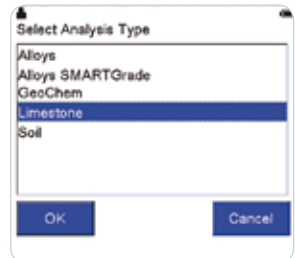 Select Analysis Type
Alloys
Alloys SMARTGrade
GeoChem
Limestone
Soil
OK
Cancel